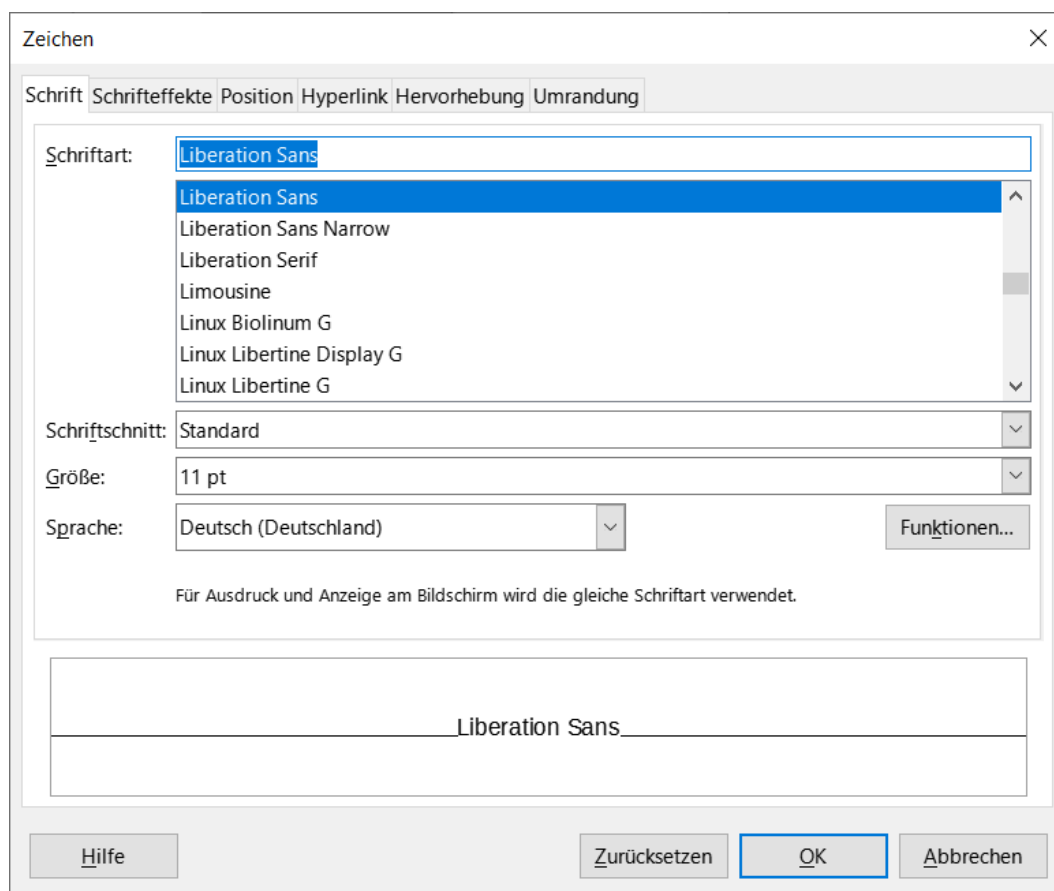 Zeichen
Schrift Schrifteffekte Position Hyperlink Hervorhebung Umrandung
Schriftart: Liberation Sans
Liberation Sans
Liberation Sans Narrow
Liberation Serif
Limousine
Linux Biolinum G
Linux Libertine Display G
Linux Libertine G
Schriftschnitt: Standard
Größe: 11 pt
Sprache: Deutsch (Deutschland) Funktionen...
Für Ausdruck und Anzeige am Bildschirm wird die gleiche Schriftart verwendet.
Liberation Sans
Hilfe Zurücksetzen OK Abbrechen